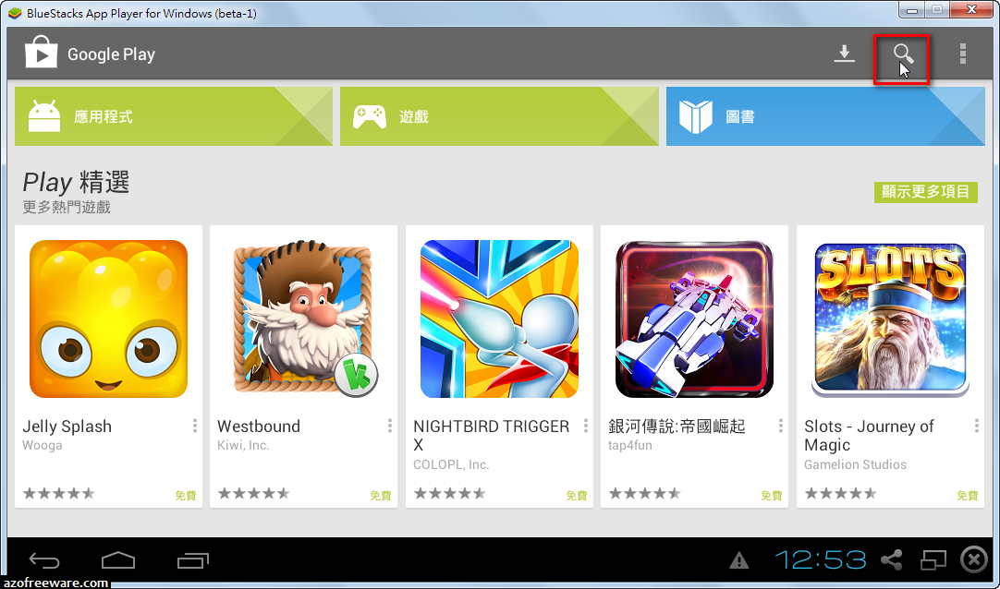 BlueStacks App Player for Windows (beta-1)
Google Play
應用程式
遊戲
圖書
Play 精選
更多熱門遊戲
顯示更多項目
SLOTS
Jelly Splash
Wooga
免費
Westbound
Kiwi, Inc.
免費
NIGHTBIRD TRIGGER
X
COLOPL, Inc.
免費
銀河傳說:帝國崛起
tap4fun
免費
Slots - Journey of
Magic
Gamelion Studios
免費
12:53
azofreeware.com